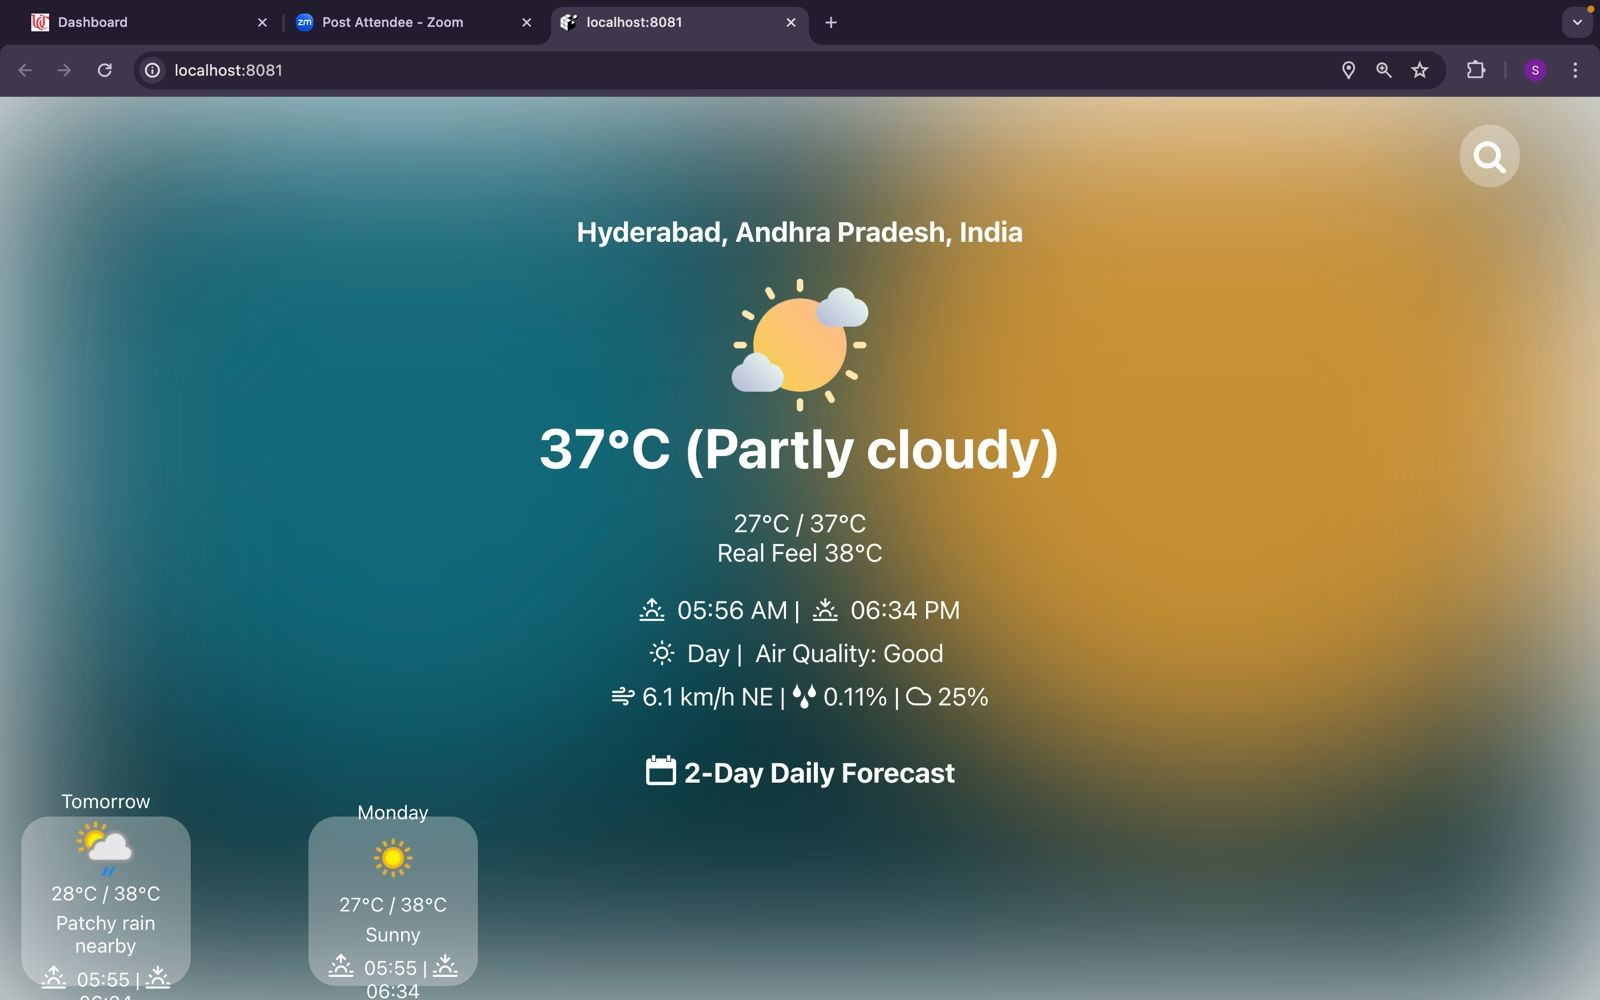 Dashboard
zm Post Attendee - Zoom
localhost:8081
localhost:8081
S
Hyderabad, Andhra Pradesh, India
37°C (Partly cloudy)
27°C / 37°C
Real Feel 38°C
05:56 AM | 06:34 PM
Day | Air Quality: Good
6.1 km/h NE | 0.11% | 25%
2-Day Daily Forecast
Tomorrow
28°C / 38°C
Patchy rain
nearby
05:55 |
06:34
Monday
27°C / 38°C
Sunny
05:55 |
06:34